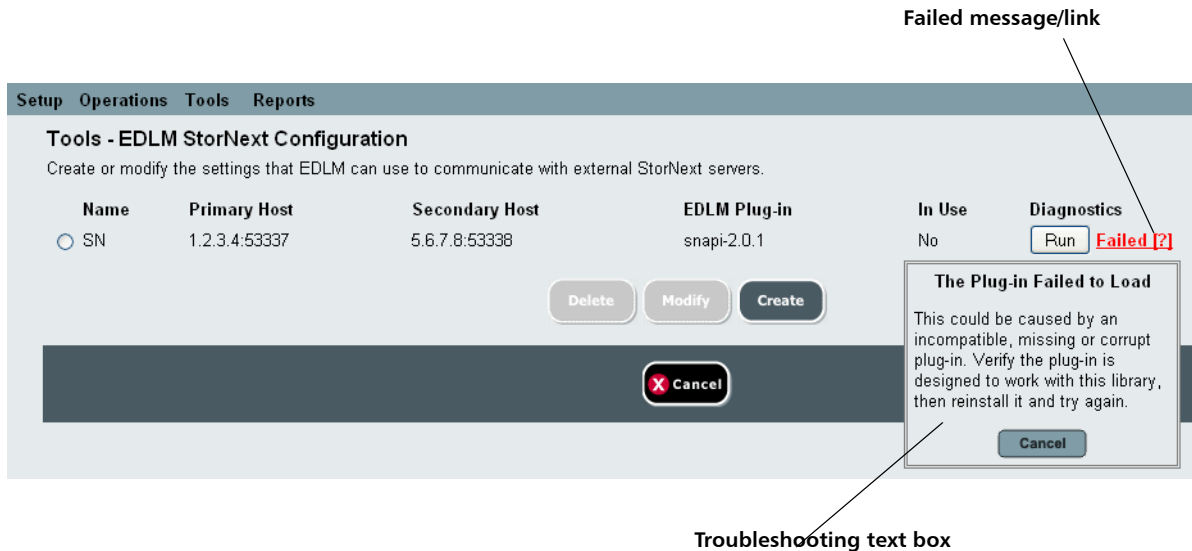 Failed message/link
Setup Operations Tools Reports
Tools - EDLM StorNext Configuration
Create or modify the settings that EDLM can use to communicate with external StorNext servers.
Name Primary Host Secondary Host EDLM Plug-in In Use Diagnostics
SN 1.2.3.4:53337 5.6.7.8:53338 snapi-2.0.1 No Run Failed [?]
Delete Modify Create
The Plug-in Failed to Load
This could be caused by an
incompatible, missing or corrupt
plug-in. Verify the plug-in is
designed to work with this library,
then reinstall it and try again.
Cancel
X Cancel
Troubleshooting text box